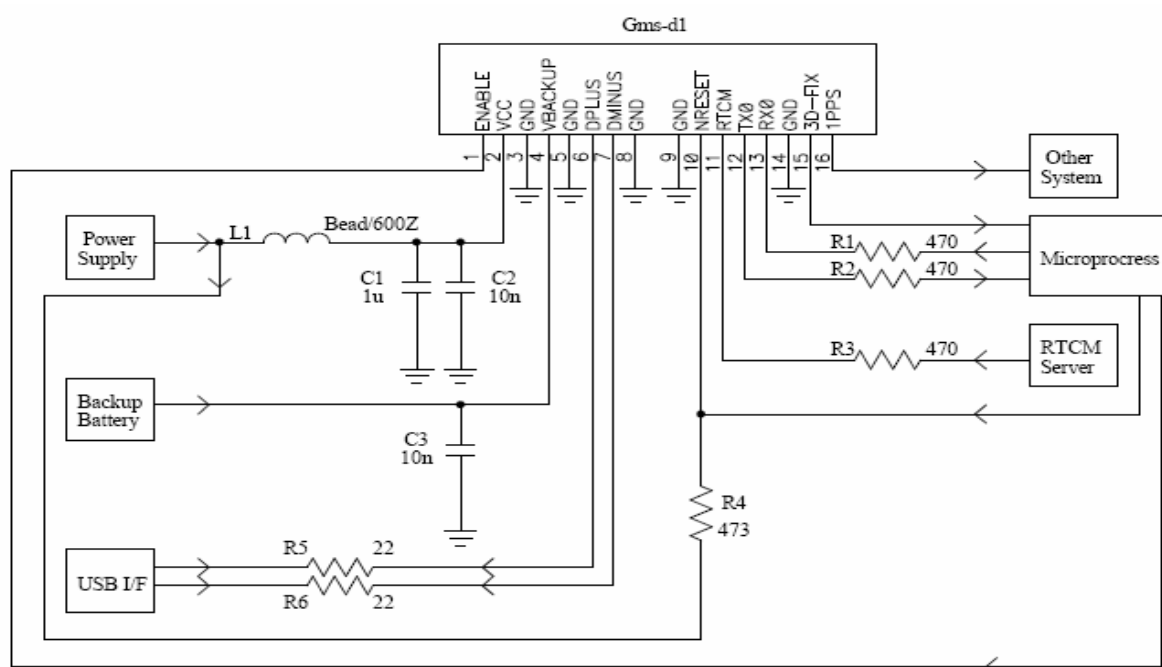 Gms-d1
ENABLE
VCC
GND
VBACKUP
GND
DPLUS
DMINUS
GND
GND
NRESET
RTCM
TX0
RX0
GND
3D-FIX
1PPS
1
2
3
4
5
6
7
8
9
10
11
12
13
14
15
16
Other
System
Power
Supply
L1
Bead/600Z
R1
470
R2
470
Microprocress
C1
1u
C2
10n
R3
470
RTCM
Server
Backup
Battery
C3
10n
R4
473
USB I/F
R5
22
R6
22